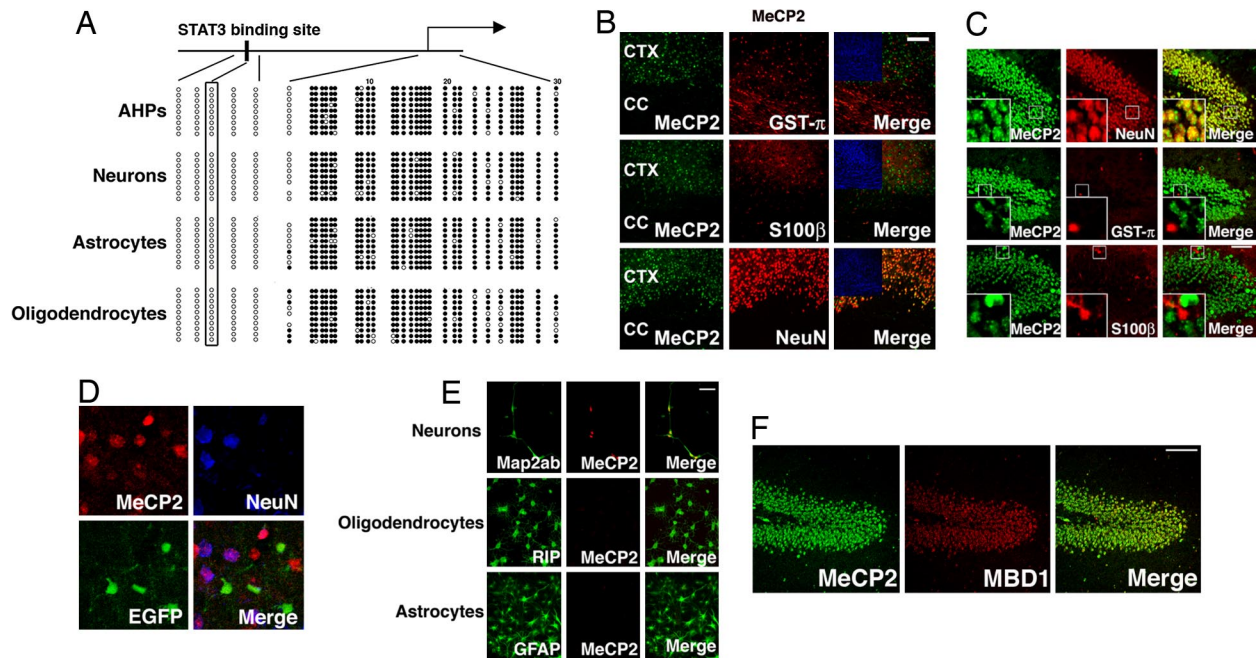 A
STAT3 binding site
10
20
30
AHPs
Neurons
Astrocytes
Oligodendrocytes
B
MeCP2
CTX
CC
MeCP2
GST-π
Merge
CTX
CC
MeCP2
S100β
Merge
CTX
CC
MeCP2
NeuN
Merge
C
MeCP2
NeuN
Merge
MeCP2
GST-π
Merge
MeCP2
S100β
Merge
D
MeCP2
NeuN
EGFP
Merge
E
Neurons
Map2ab
MeCP2
Merge
Oligodendrocytes
RIP
MeCP2
Merge
Astrocytes
GFAP
MeCP2
Merge
F
MeCP2
MBD1
Merge